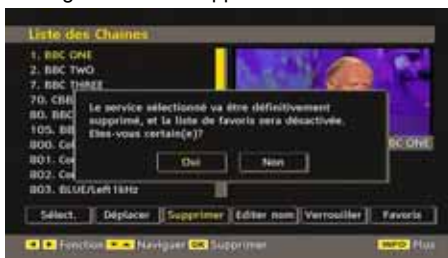 Liste des Chaines
1. BBC ONE
2. BBC TWO
7. BBC THREE
70. CBB
80. BBC
105. BB
800. Co
801. Co
802. Co
803. BLUE/Left 1kHz
BBC ONE
Le service sélectionné va être définitivement
supprimé, et la liste de favoris sera désactivée.
Etes-vous certain(e)?
Oui Non
Sélect. Déplacer Supprimer Editer nom Verrouiller Favoris
Fonction Naviguer OK Supprimer INFO Plus